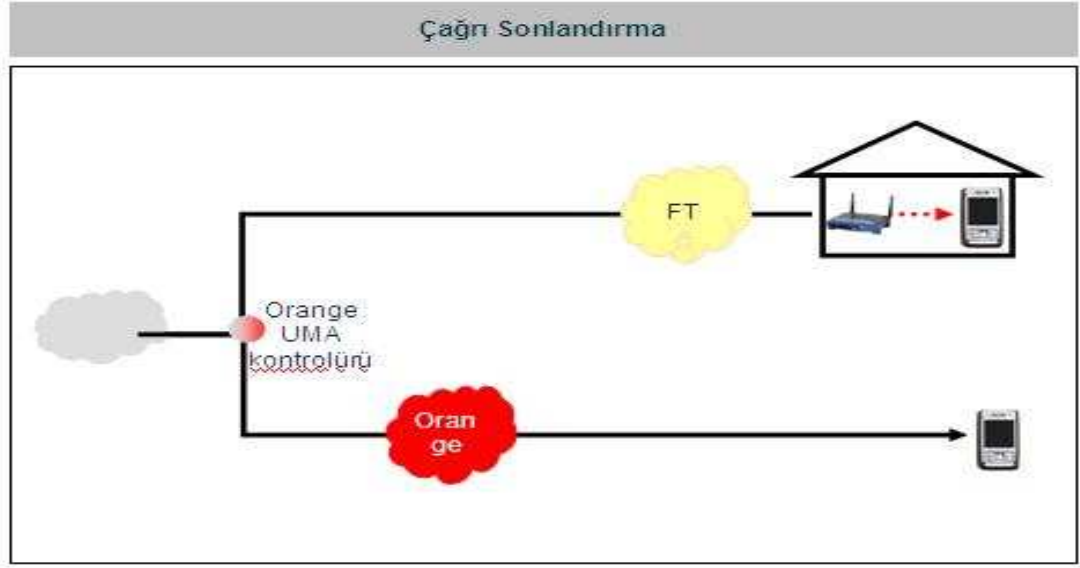 Çağrı Sonlandırma
FT
Orange
UMA
kontrolürü
Oran
ge